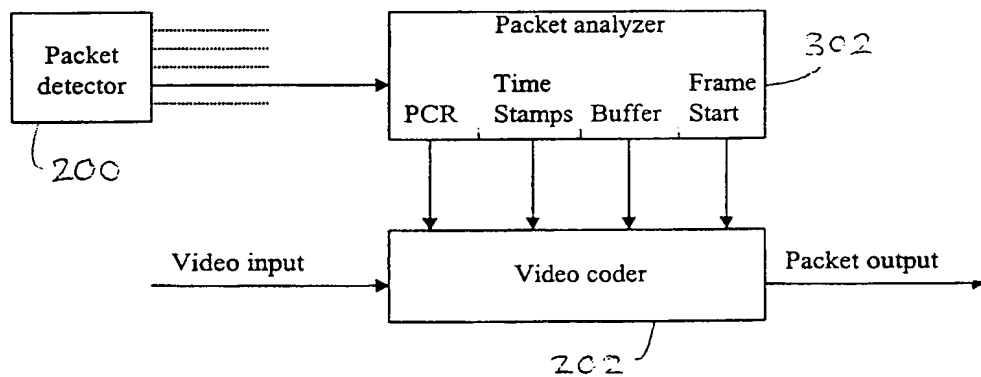 Packet
detector
200
Packet analyzer
302
PCR
Time
Stamps
Buffer
Frame
Start
Video input
Video coder
Packet output
202